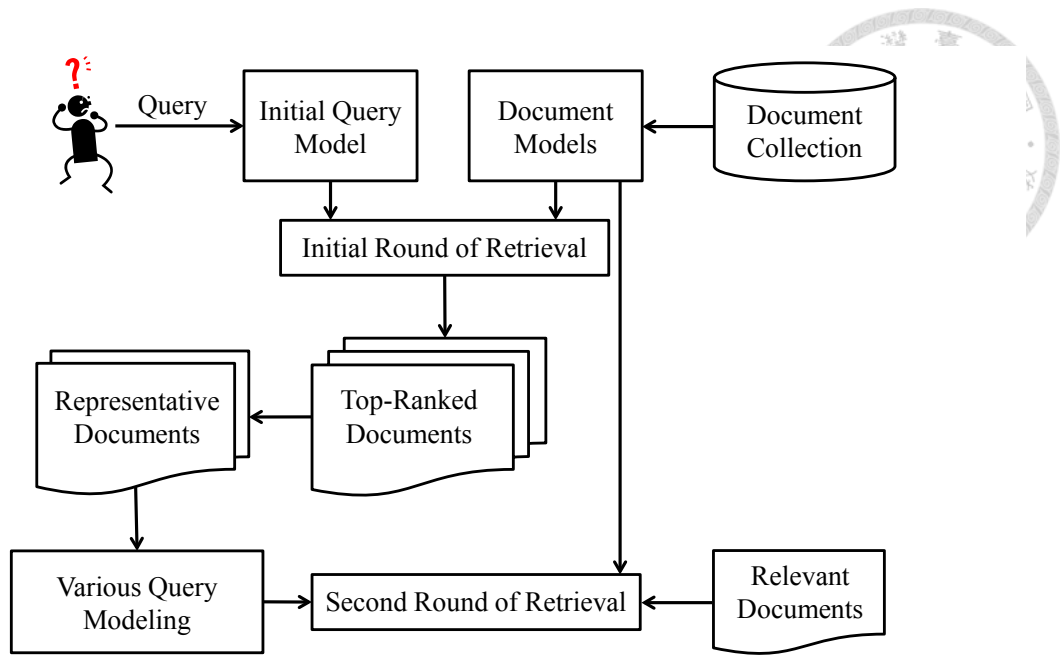 ?
Query
Initial Query
Model
Document
Models
Document
Collection
Initial Round of Retrieval
Representative
Documents
Top-Ranked
Documents
Various Query
Modeling
Second Round of Retrieval
Relevant
Documents